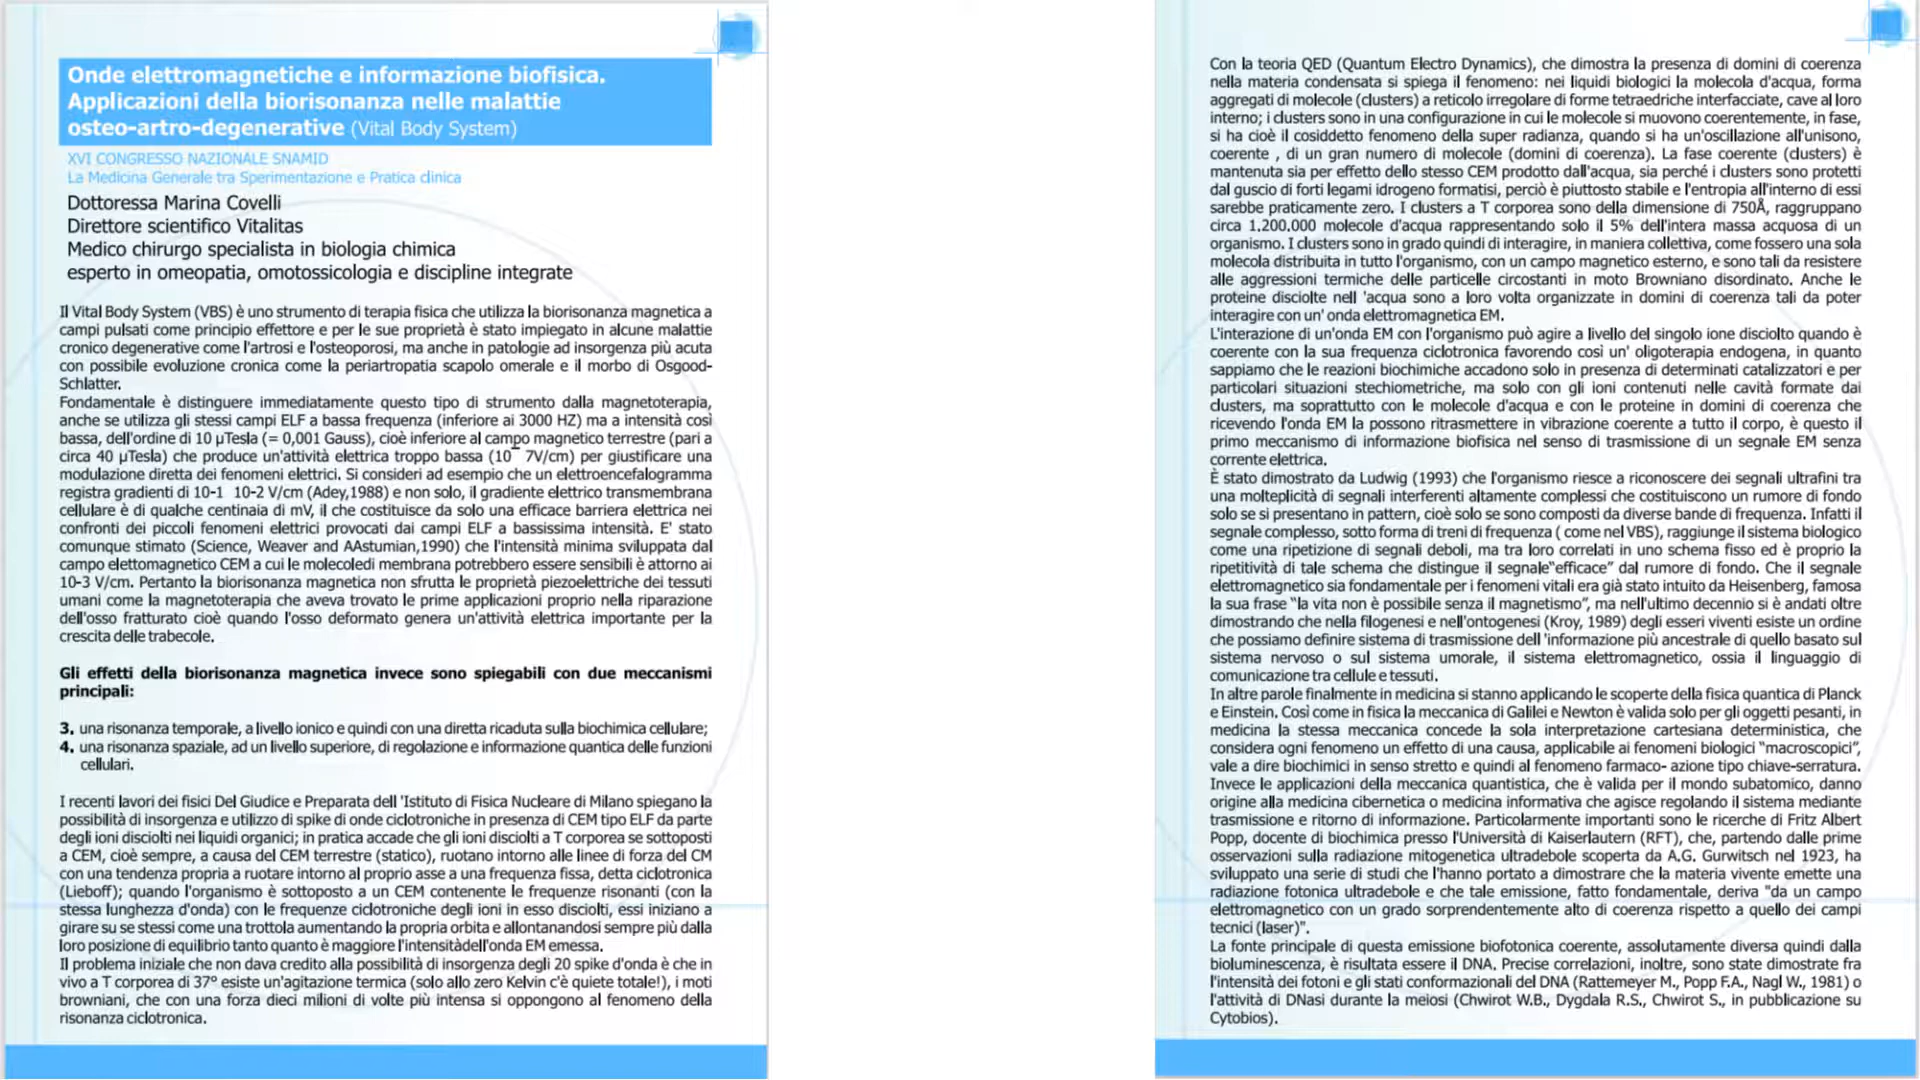 Onde elettromagnetiche e informazione biofisica.
Applicazioni della biorisonanza nelle malattie
osteo-artro-degenerative (Vital Body System)
XVI CONGRESSO NAZIONALE SNAMID
La Medicina Generale tra Sperimentazione e Pratica clinica
Dottoressa Marina Covelli
Direttore scientifico Vitalitas
Medico chirurgo specialista in biologia chimica
esperto in omeopatia, omotossicologia e discipline integrate
Il Vital Body System (VBS) è uno strumento di terapia fisica che utilizza la biorisonanza magnetica a
campi pulsati come principio effettore e per le sue proprietà è stato impiegato in alcune malattie
cronico degenerative come l'artrosi e l'osteoporosi, ma anche in patologie ad insorgenza più acuta
con possibile evoluzione cronica come la periartropatia scapolo omerale e il morbo di Osgood-
Schlatter.
Fondamentale è distinguere immediatamente questo tipo di strumento dalla magnetoterapia,
anche se utilizza gli stessi campi ELF a bassa frequenza (inferiore ai 3000 HZ) ma a intensità così
bassa, dell'ordine di 10 µTesla (= 0,001 Gauss), cioè inferiore al campo magnetico terrestre (pari a
circa 40 µTesla) che produce un'attività elettrica troppo bassa (10¯ 7V/cm) per giustificare una
modulazione diretta dei fenomeni elettrici. Si consideri ad esempio che un elettroencefalogramma
registra gradienti di 10-1 10-2 V/cm (Adey,1988) e non solo, il gradiente elettrico transmembrana
cellulare è di qualche centinaia di mV, il che costituisce da solo una efficace barriera elettrica nei
confronti dei piccoli fenomeni elettrici provocati dai campi ELF a bassissima intensità. E' stato
comunque stimato (Science, Weaver and AAstumian,1990) che l'intensità minima sviluppata dal
campo elettomagnetico CEM a cui le molecoledi membrana potrebbero essere sensibili è attorno ai
10-3 V/cm. Pertanto la biorisonanza magnetica non sfrutta le proprietà piezoelettriche dei tessuti
umani come la magnetoterapia che aveva trovato le prime applicazioni proprio nella riparazione
dell'osso fratturato cioè quando l'osso deformato genera un'attività elettrica importante per la
crescita delle trabecole.
Gli effetti della biorisonanza magnetica invece sono spiegabili con due meccanismi
principali:
3. una risonanza temporale, a livello ionico e quindi con una diretta ricaduta sulla biochimica cellulare;
4. una risonanza spaziale, ad un livello superiore, di regolazione e informazione quantica delle funzioni
cellulari.
I recenti lavori dei fisici Del Giudice e Preparata dell 'Istituto di Fisica Nucleare di Milano spiegano la
possibilità di insorgenza e utilizzo di spike di onde ciclotroniche in presenza di CEM tipo ELF da parte
degli ioni disciolti nei liquidi organici; in pratica accade che gli ioni disciolti a T corporea se sottoposti
a CEM, cioè sempre, a causa del CEM terrestre (statico), ruotano intorno alle linee di forza del CM
con una tendenza propria a ruotare intorno al proprio asse a una frequenza fissa, detta ciclotronica
(Lieboff); quando l'organismo è sottoposto a un CEM contenente le frequenze risonanti (con la
stessa lunghezza d'onda) con le frequenze ciclotroniche degli ioni in esso disciolti, essi iniziano a
girare su se stessi come una trottola aumentando la propria orbita e allontanandosi sempre più dalla
loro posizione di equilibrio tanto quanto è maggiore l'intensitàdell'onda EM emessa.
Il problema iniziale che non dava credito alla possibilità di insorgenza degli 20 spike d'onda è che in
vivo a T corporea di 37° esiste un'agitazione termica (solo allo zero Kelvin c'è quiete totale!), i moti
browniani, che con una forza dieci milioni di volte più intensa si oppongono al fenomeno della
risonanza ciclotronica.
Con la teoria QED (Quantum Electro Dynamics), che dimostra la presenza di domini di coerenza
nella materia condensata si spiega il fenomeno: nei liquidi biologici la molecola d'acqua, forma
aggregati di molecole (clusters) a reticolo irregolare di forme tetraedriche interfacciate, cave al loro
interno; i clusters sono in una configurazione in cui le molecole si muovono coerentemente, in fase,
si ha cioè il cosiddetto fenomeno della super radianza, quando si ha un'oscillazione all'unisono,
coerente , di un gran numero di molecole (domini di coerenza). La fase coerente (clusters) è
mantenuta sia per effetto dello stesso CEM prodotto dall'acqua, sia perché i clusters sono protetti
dal guscio di forti legami idrogeno formatisi, perciò è piuttosto stabile e l'entropia all'interno di essi
sarebbe praticamente zero. I clusters a T corporea sono della dimensione di 750Å, raggruppano
circa 1.200.000 molecole d'acqua rappresentando solo il 5% dell'intera massa acquosa di un
organismo. I clusters sono in grado quindi di interagire, in maniera collettiva, come fossero una sola
molecola distribuita in tutto l'organismo, con un campo magnetico esterno, e sono tali da resistere
alle aggressioni termiche delle particelle circostanti in moto Browniano disordinato. Anche le
proteine disciolte nell 'acqua sono a loro volta organizzate in domini di coerenza tali da poter
interagire con un' onda elettromagnetica EM.
L'interazione di un'onda EM con l'organismo può agire a livello del singolo ione disciolto quando è
coerente con la sua frequenza ciclotronica favorendo così un' oligoterapia endogena, in quanto
sappiamo che le reazioni biochimiche accadono solo in presenza di determinati catalizzatori e per
particolari situazioni stechiometriche, ma solo con gli ioni contenuti nelle cavità formate dai
clusters, ma soprattutto con le molecole d'acqua e con le proteine in domini di coerenza che
ricevendo l'onda EM la possono ritrasmettere in vibrazione coerente a tutto il corpo, è questo il
primo meccanismo di informazione biofisica nel senso di trasmissione di un segnale EM senza
corrente elettrica.
È stato dimostrato da Ludwig (1993) che l'organismo riesce a riconoscere dei segnali ultrafini tra
una molteplicità di segnali interferenti altamente complessi che costituiscono un rumore di fondo
solo se si presentano in pattern, cioè solo se sono composti da diverse bande di frequenza. Infatti il
segnale complesso, sotto forma di treni di frequenza ( come nel VBS), raggiunge il sistema biologico
come una ripetizione di segnali deboli, ma tra loro correlati in uno schema fisso ed è proprio la
ripetitività di tale schema che distingue il segnale“efficace” dal rumore di fondo. Che il segnale
elettromagnetico sia fondamentale per i fenomeni vitali era già stato intuito da Heisenberg, famosa
la sua frase “la vita non è possibile senza il magnetismo”, ma nell'ultimo decennio si è andati oltre
dimostrando che nella filogenesi e nell'ontogenesi (Kroy, 1989) degli esseri viventi esiste un ordine
che possiamo definire sistema di trasmissione dell 'informazione più ancestrale di quello basato sul
sistema nervoso o sul sistema umorale, il sistema elettromagnetico, ossia il linguaggio di
comunicazione tra cellule e tessuti.
In altre parole finalmente in medicina si stanno applicando le scoperte della fisica quantica di Planck
e Einstein. Così come in fisica la meccanica di Galilei e Newton è valida solo per gli oggetti pesanti, in
medicina la stessa meccanica concede la sola interpretazione cartesiana deterministica, che
considera ogni fenomeno un effetto di una causa, applicabile ai fenomeni biologici “macroscopici”,
vale a dire biochimici in senso stretto e quindi al fenomeno farmaco- azione tipo chiave-serratura.
Invece le applicazioni della meccanica quantistica, che è valida per il mondo subatomico, danno
origine alla medicina cibernetica o medicina informativa che agisce regolando il sistema mediante
trasmissione e ritorno di informazione. Particolarmente importanti sono le ricerche di Fritz Albert
Popp, docente di biochimica presso l'Università di Kaiserlautern (RFT), che, partendo dalle prime
osservazioni sulla radiazione mitogenetica ultradebole scoperta da A.G. Gurwitsch nel 1923, ha
sviluppato una serie di studi che l'hanno portato a dimostrare che la materia vivente emette una
radiazione fotonica ultradebole e che tale emissione, fatto fondamentale, deriva "da un campo
elettromagnetico con un grado sorprendentemente alto di coerenza rispetto a quello dei campi
tecnici (laser)".
La fonte principale di questa emissione biofotonica coerente, assolutamente diversa quindi dalla
bioluminescenza, è risultata essere il DNA. Precise correlazioni, inoltre, sono state dimostrate fra
l'intensità dei fotoni e gli stati conformazionali del DNA (Rattemeyer M., Popp F.A., Nagl W., 1981) o
l'attività di DNasi durante la meiosi (Chwirot W.B., Dygdala R.S., Chwirot S., in pubblicazione su
Cytobios).